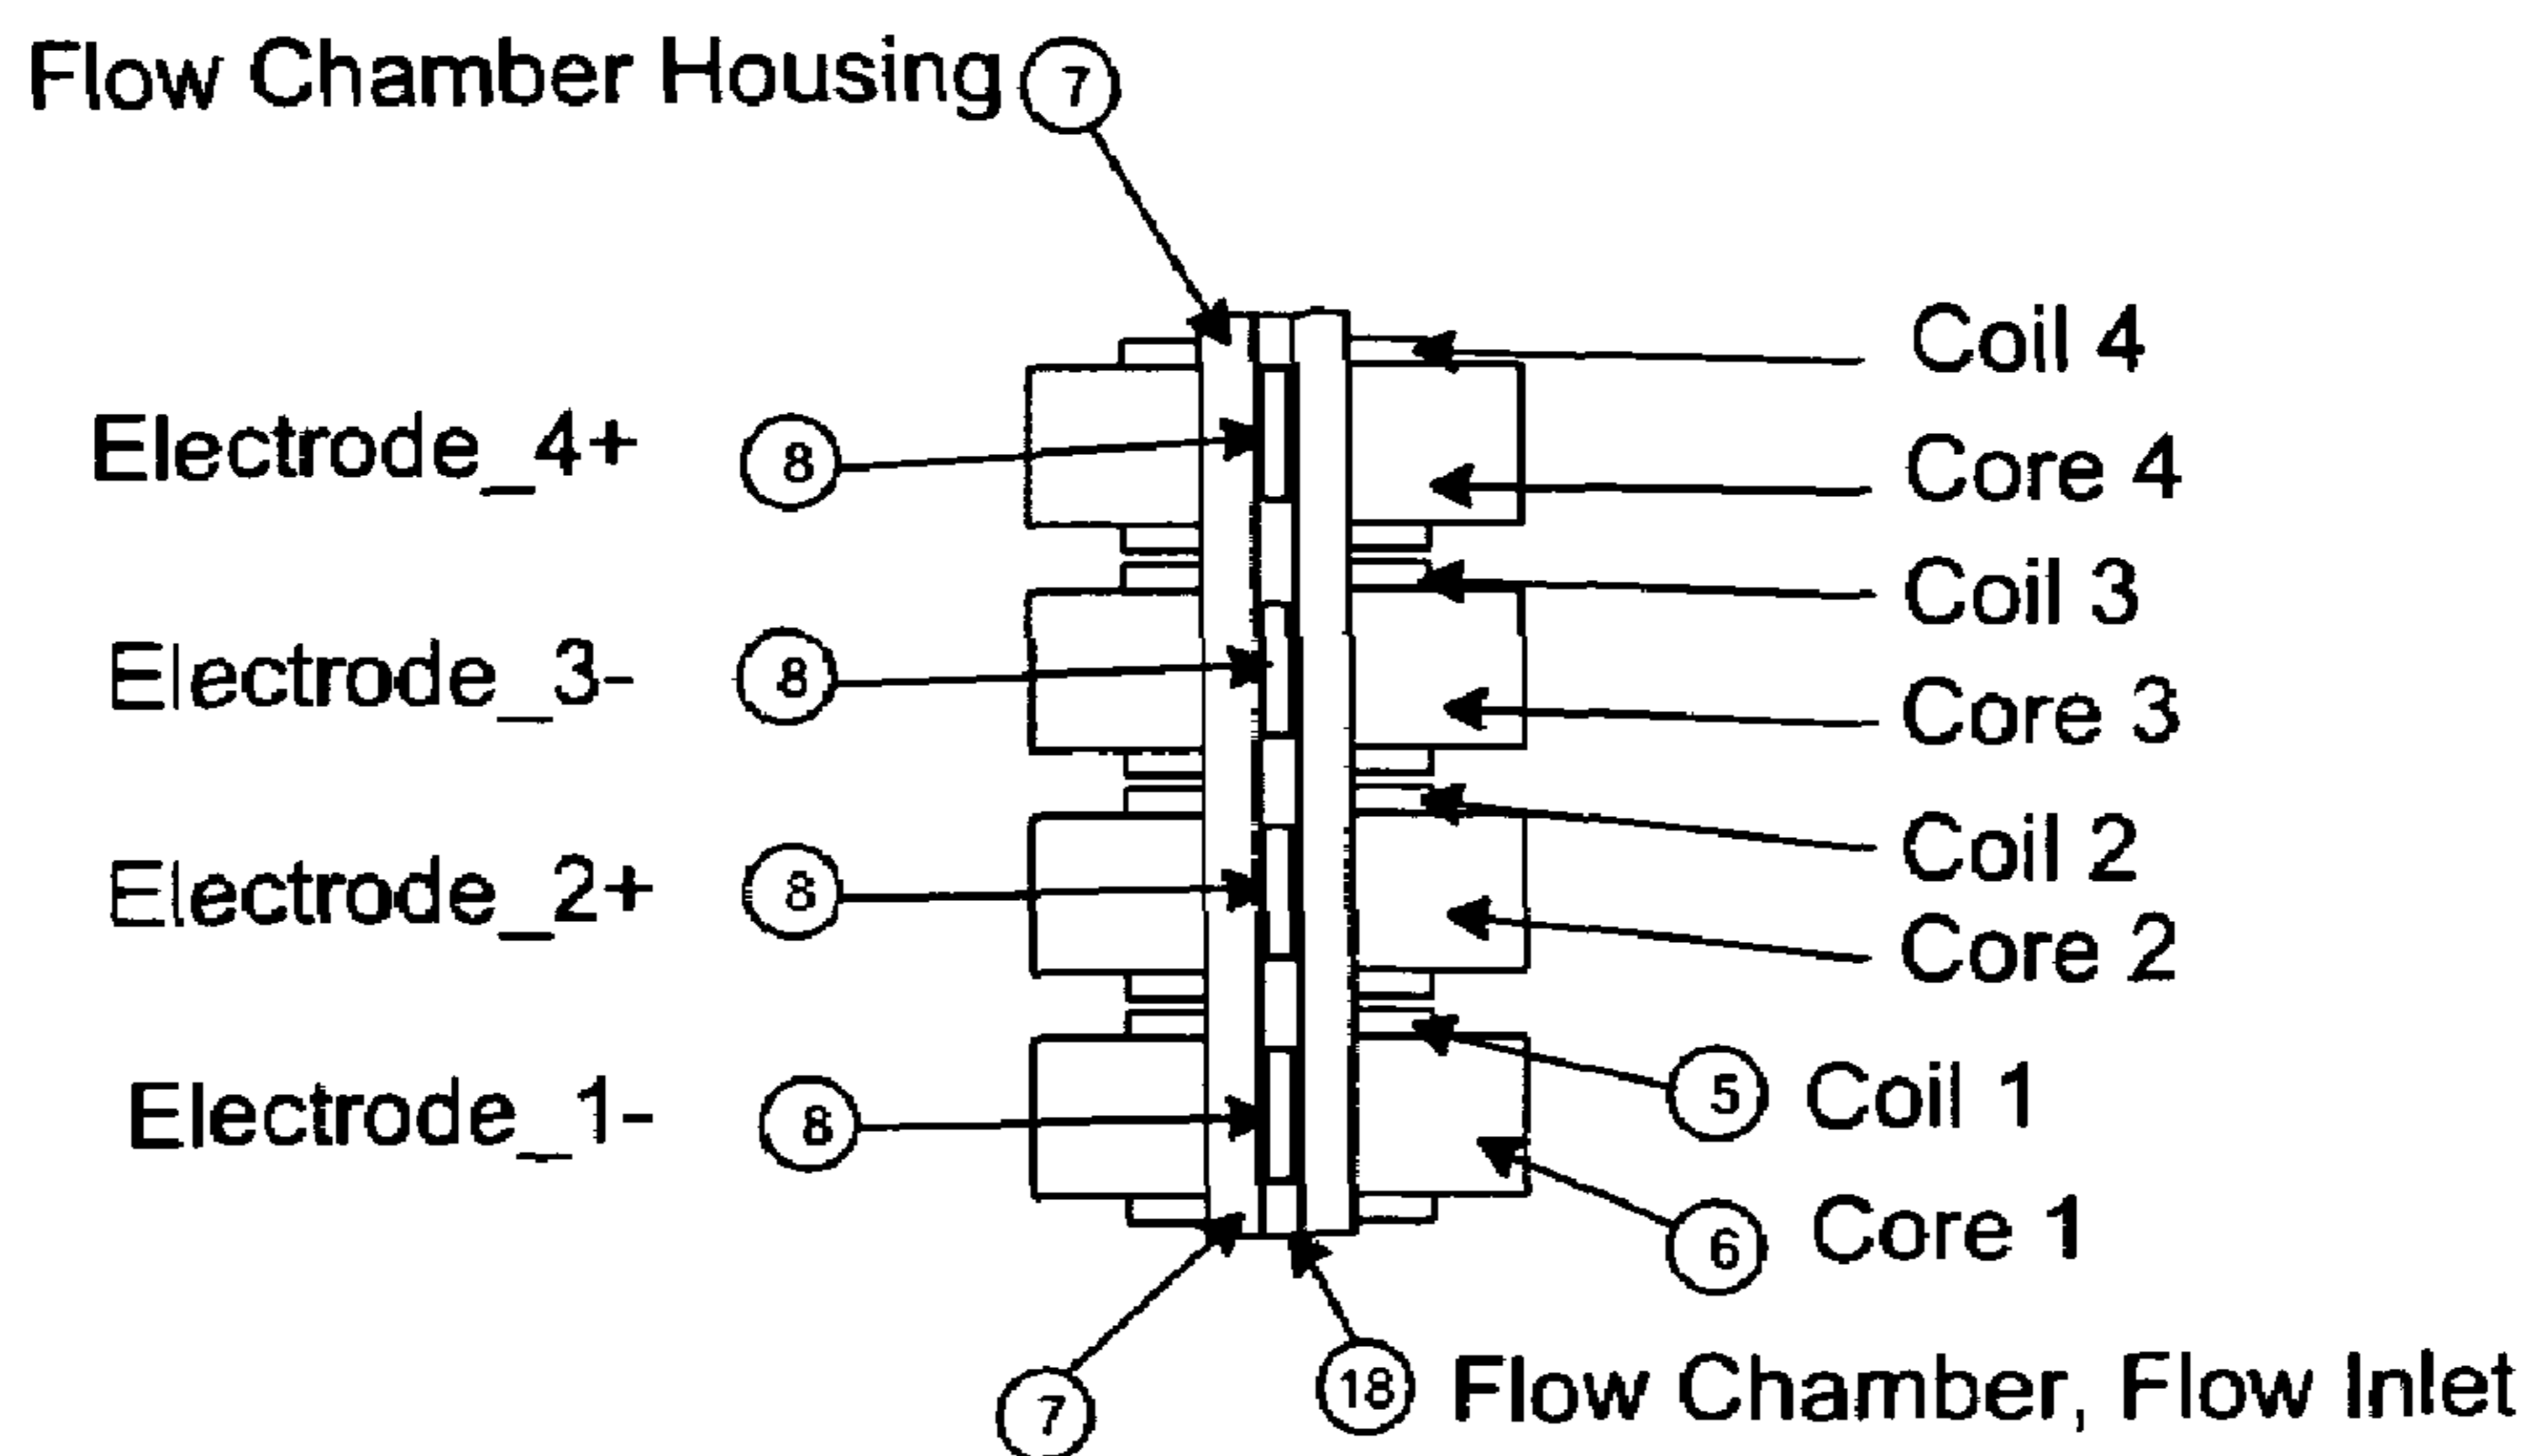 Flow Chamber Housing 7
Coil 4
Electrode_4+ 8
Core 4
Coil 3
Electrode_3- 8
Core 3
Coil 2
Electrode_2+ 8
Core 2
5 Coil 1
Electrode_1- 8
6 Core 1
7
18 Flow Chamber, Flow Inlet